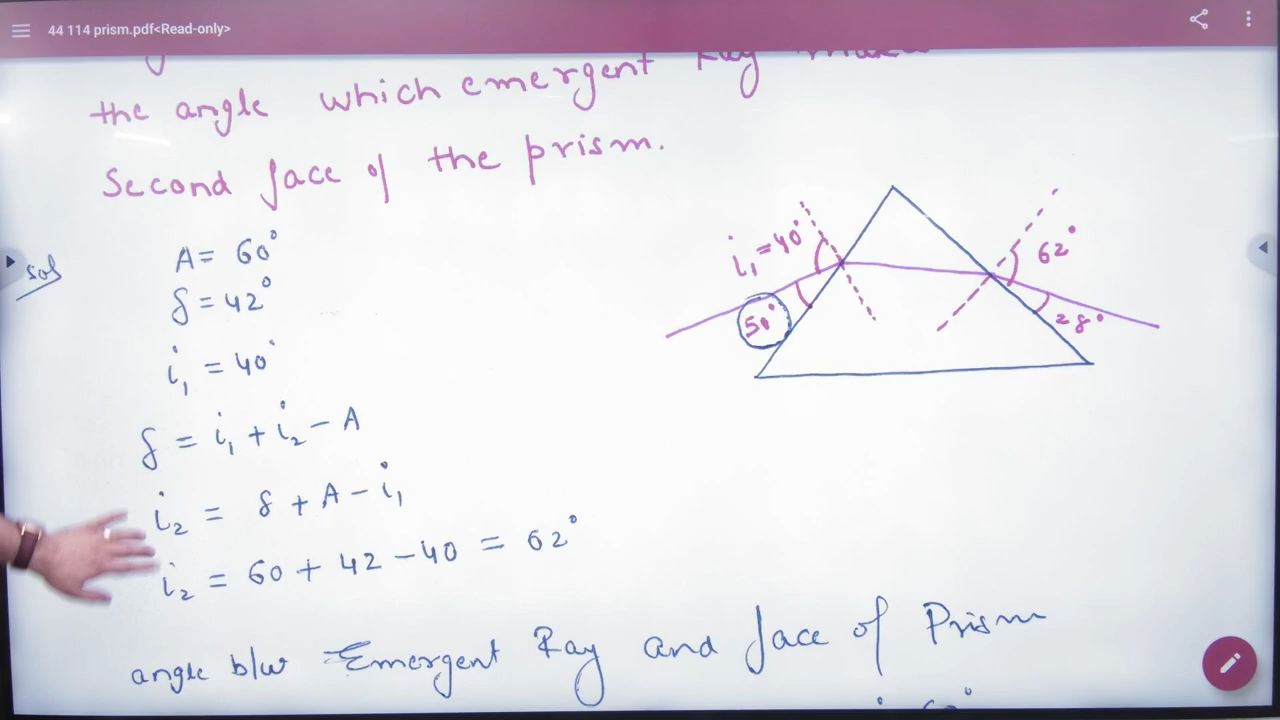 44 114 prism.pdf<Read-only>
the angle which emergent Ray
Second face of the prism.
Sol
A = 60°
δ = 42°
i₁ = 40°
δ = i₁ + i₂ - A
i₂ = δ + A - i₁
i₂ = 60 + 42 - 40 = 62°
angle b/w Emergent Ray and face of Prism
i₁=40°
50°
62°
28°